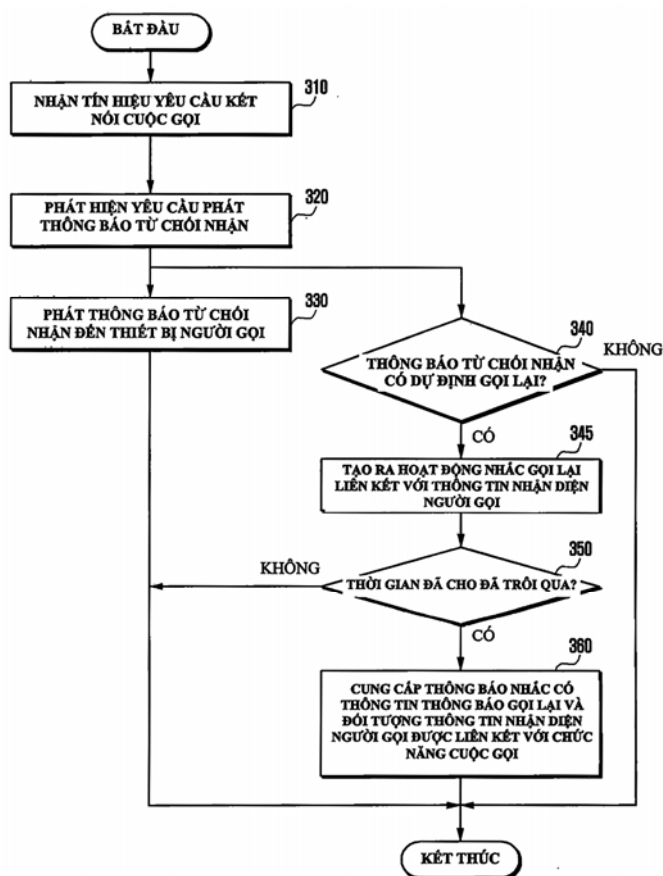 BẮT ĐẦU
310
NHẬN TÍN HIỆU YÊU CẦU KẾT
NỐI CUỘC GỌI
320
PHÁT HIỆN YÊU CẦU PHÁT
THÔNG BÁO TỪ CHỐI NHẬN
330
PHÁT THÔNG BÁO TỪ CHỐI
NHẬN ĐẾN THIẾT BỊ NGƯỜI GỌI
340
THÔNG BÁO TỪ CHỐI NHẬN
CÓ DỰ ĐỊNH GỌI LẠI?
KHÔNG
CÓ
345
TẠO RA HOẠT ĐỘNG NHẮC GỌI LẠI
LIÊN KẾT VỚI THÔNG TIN NHẬN DIỆN
NGƯỜI GỌI
350
KHÔNG
THỜI GIAN ĐÃ CHO ĐÃ TRÔI QUA?
CÓ
360
CUNG CẤP THÔNG BÁO NHẮC CÓ
THÔNG TIN THÔNG BÁO GỌI LẠI VÀ
ĐỐI TƯỢNG THÔNG TIN NHẬN DIỆN
NGƯỜI GỌI ĐƯỢC LIÊN KẾT VỚI CHỨC
NĂNG CUỘC GỌI
KẾT THÚC